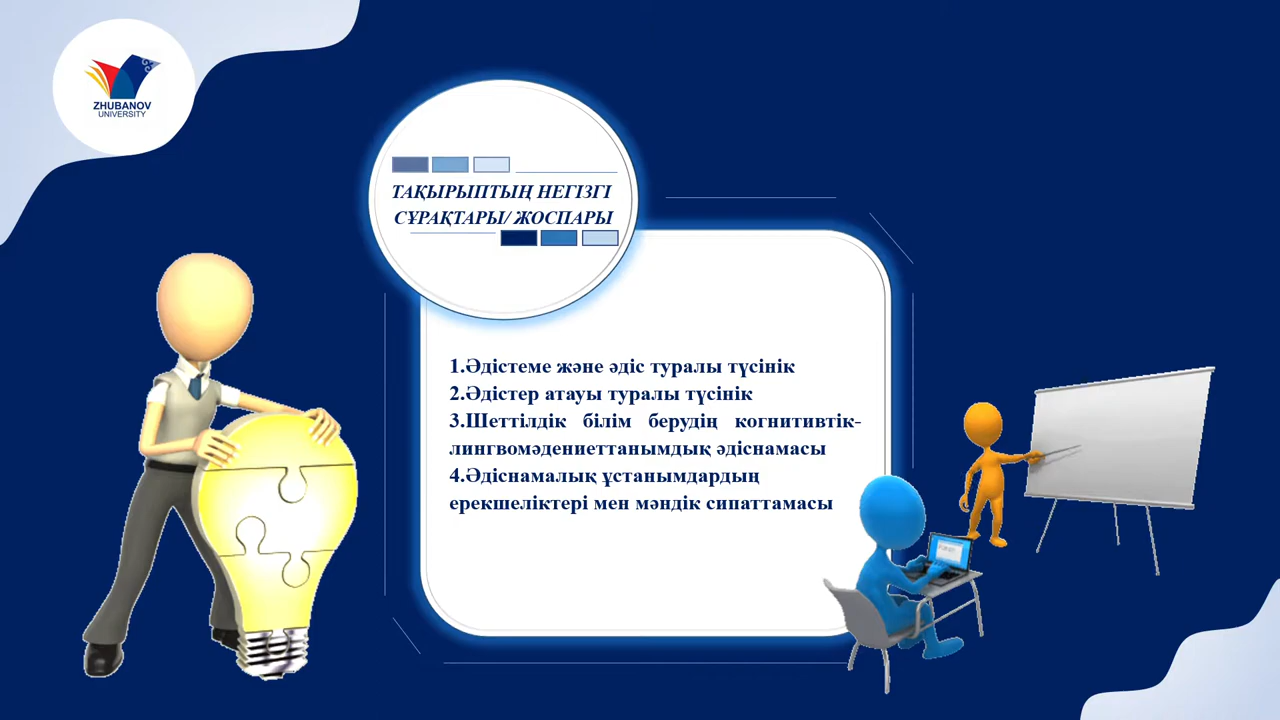 ZHUBANOV
UNIVERSITY
ТАҚЫРЫПТЫҢ НЕГІЗГІ
СҰРАҚТАРЫ/ ЖОСПАРЫ
1.Әдістеме және әдіс туралы түсінік
2.Әдістер атауы туралы түсінік
3.Шеттілдік білім берудің когнитивтік-
лингвомәдениеттанымдық әдіснамасы
4.Әдіснамалық ұстанымдардың
ерекшеліктері мен мәндік сипаттамасы